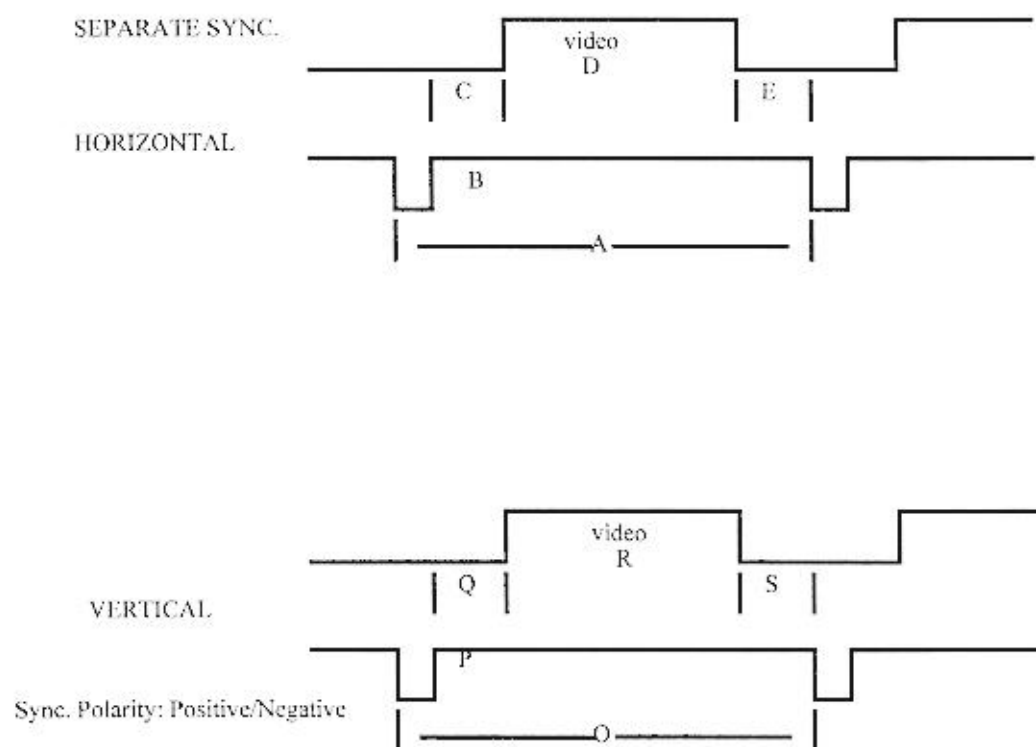 SEPARATE SYNC.
video
D
C
E
HORIZONTAL
B
A
video
R
Q
S
VERTICAL
P
Sync. Polarity: Positive/Negative
O